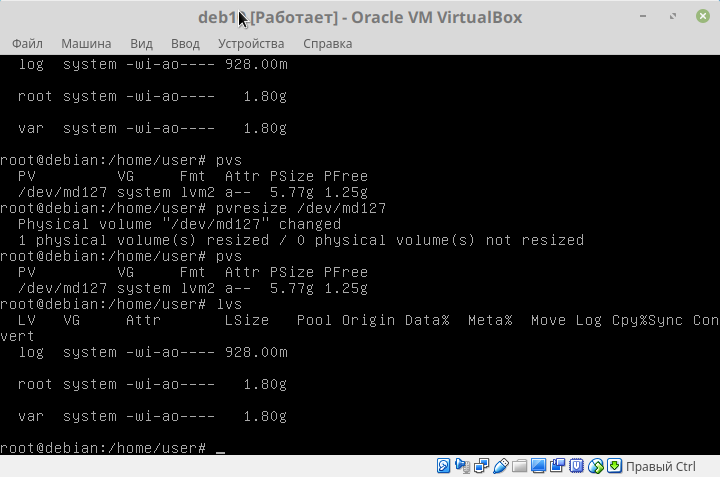 [Работает] - Oracle VM VirtualBox
Файл Машина Вид Ввод Устройства Справка
log system -wi-ao---- 928.00m
root system -wi-ao---- 1.80g
var system -wi-ao---- 1.80g
root@debian:/home/user# pvs
PV VG Fmt Attr PSize PFree
/dev/md127 system lvm2 a-- 5.77g 1.25g
root@debian:/home/user# pvresize /dev/md127
Physical volume "/dev/md127" changed
1 physical volume(s) resized / 0 physical volume(s) not resized
root@debian:/home/user# pvs
PV VG Fmt Attr PSize PFree
/dev/md127 system lvm2 a-- 5.77g 1.25g
root@debian:/home/user# lvs
LV VG Attr LSize Pool Origin Data% Meta% Move Log Cpy%Sync Con
vert
log system -wi-ao---- 928.00m
root system -wi-ao---- 1.80g
var system -wi-ao---- 1.80g
root@debian:/home/user# _
Правый Ctrl